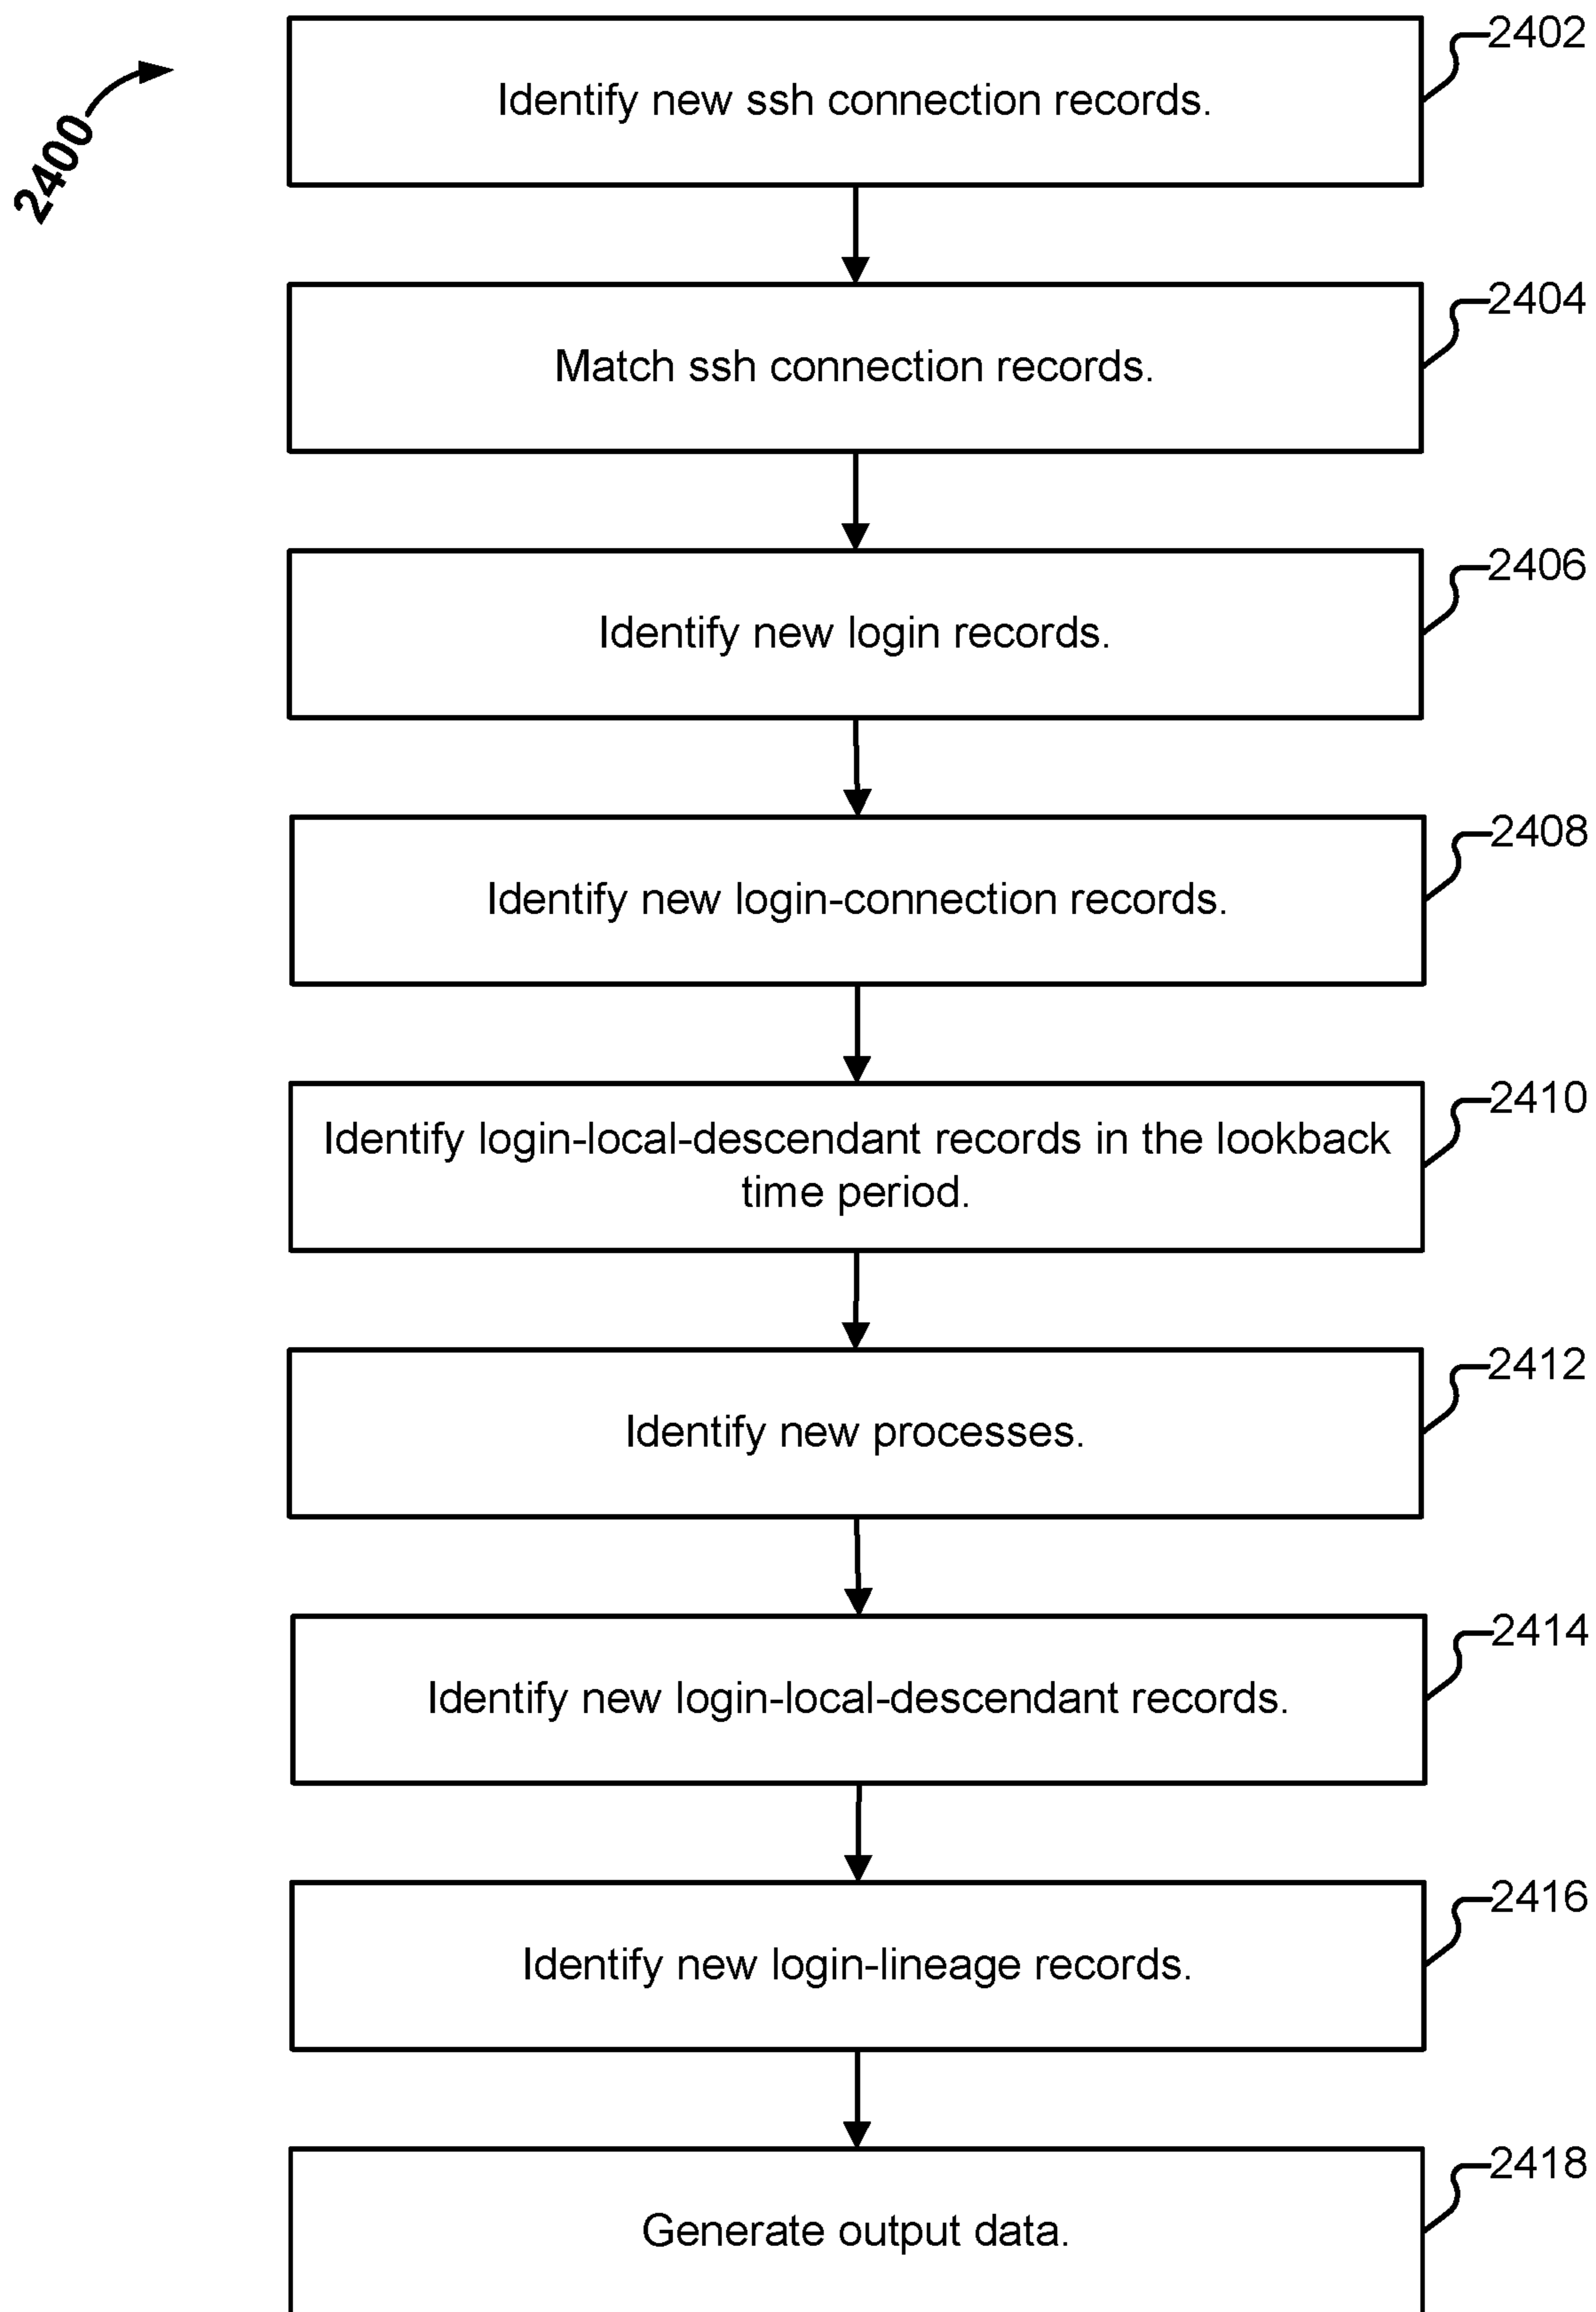 2400
2402
Identify new ssh connection records.
2404
Match ssh connection records.
2406
Identify new login records.
2408
Identify new login-connection records.
2410
Identify login-local-descendant records in the lookback
time period.
2412
Identify new processes.
2414
Identify new login-local-descendant records.
2416
Identify new login-lineage records.
2418
Generate output data.